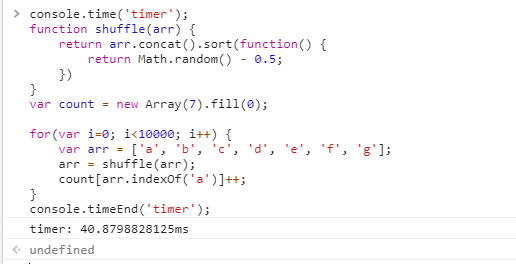 > console.time('timer');
function shuffle(arr) {
    return arr.concat().sort(function() {
        return Math.random() - 0.5;
    })
}
var count = new Array(7).fill(0);

for(var i=0; i<10000; i++) {
    var arr = ['a', 'b', 'c', 'd', 'e', 'f', 'g'];
    arr = shuffle(arr);
    count[arr.indexOf('a')]++;
}
console.timeEnd('timer');
timer: 40.8798828125ms
undefined